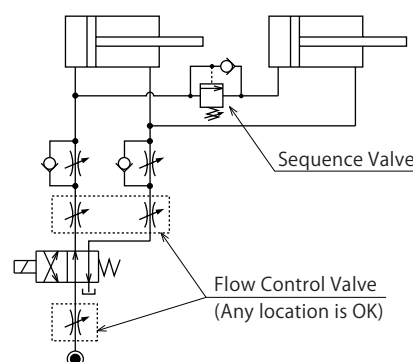 Sequence Valve
Flow Control Valve
(Any location is OK)